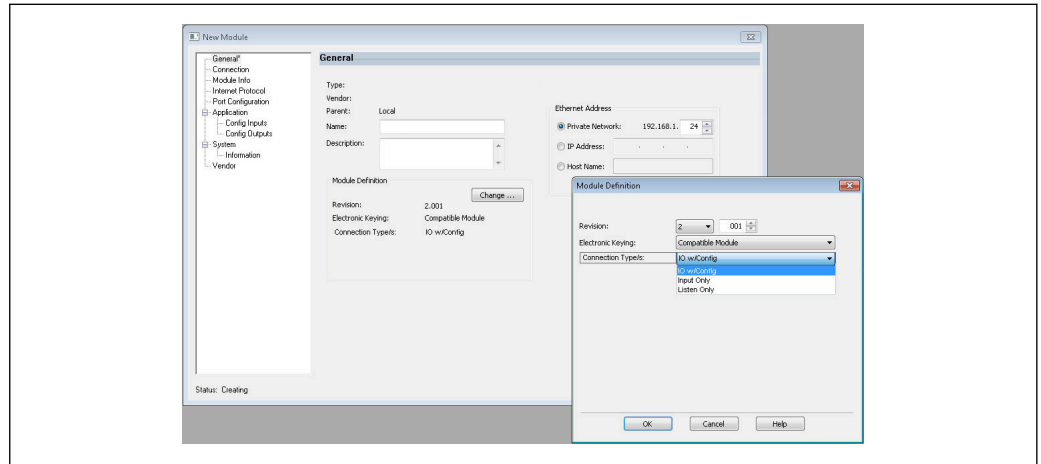 New Module
General*
Connection
Module Info
Internet Protocol
Port Configuration
Application
Config Inputs
Config Outputs
System
Information
Vendor
General
Type:
Vendor:
Parent: Local
Name:
Description:
Module Definition
Change ...
Revision: 2.001
Electronic Keying: Compatible Module
Connection Type/s: IO w/Config
Ethernet Address
Private Network: 192.168.1. 24
IP Address: . . .
Host Name:
Status: Creating
Module Definition
Revision: 2 001
Electronic Keying: Compatible Module
Connection Type/s: IO w/Config
IO w/Config
Input Only
Listen Only
OK Cancel Help